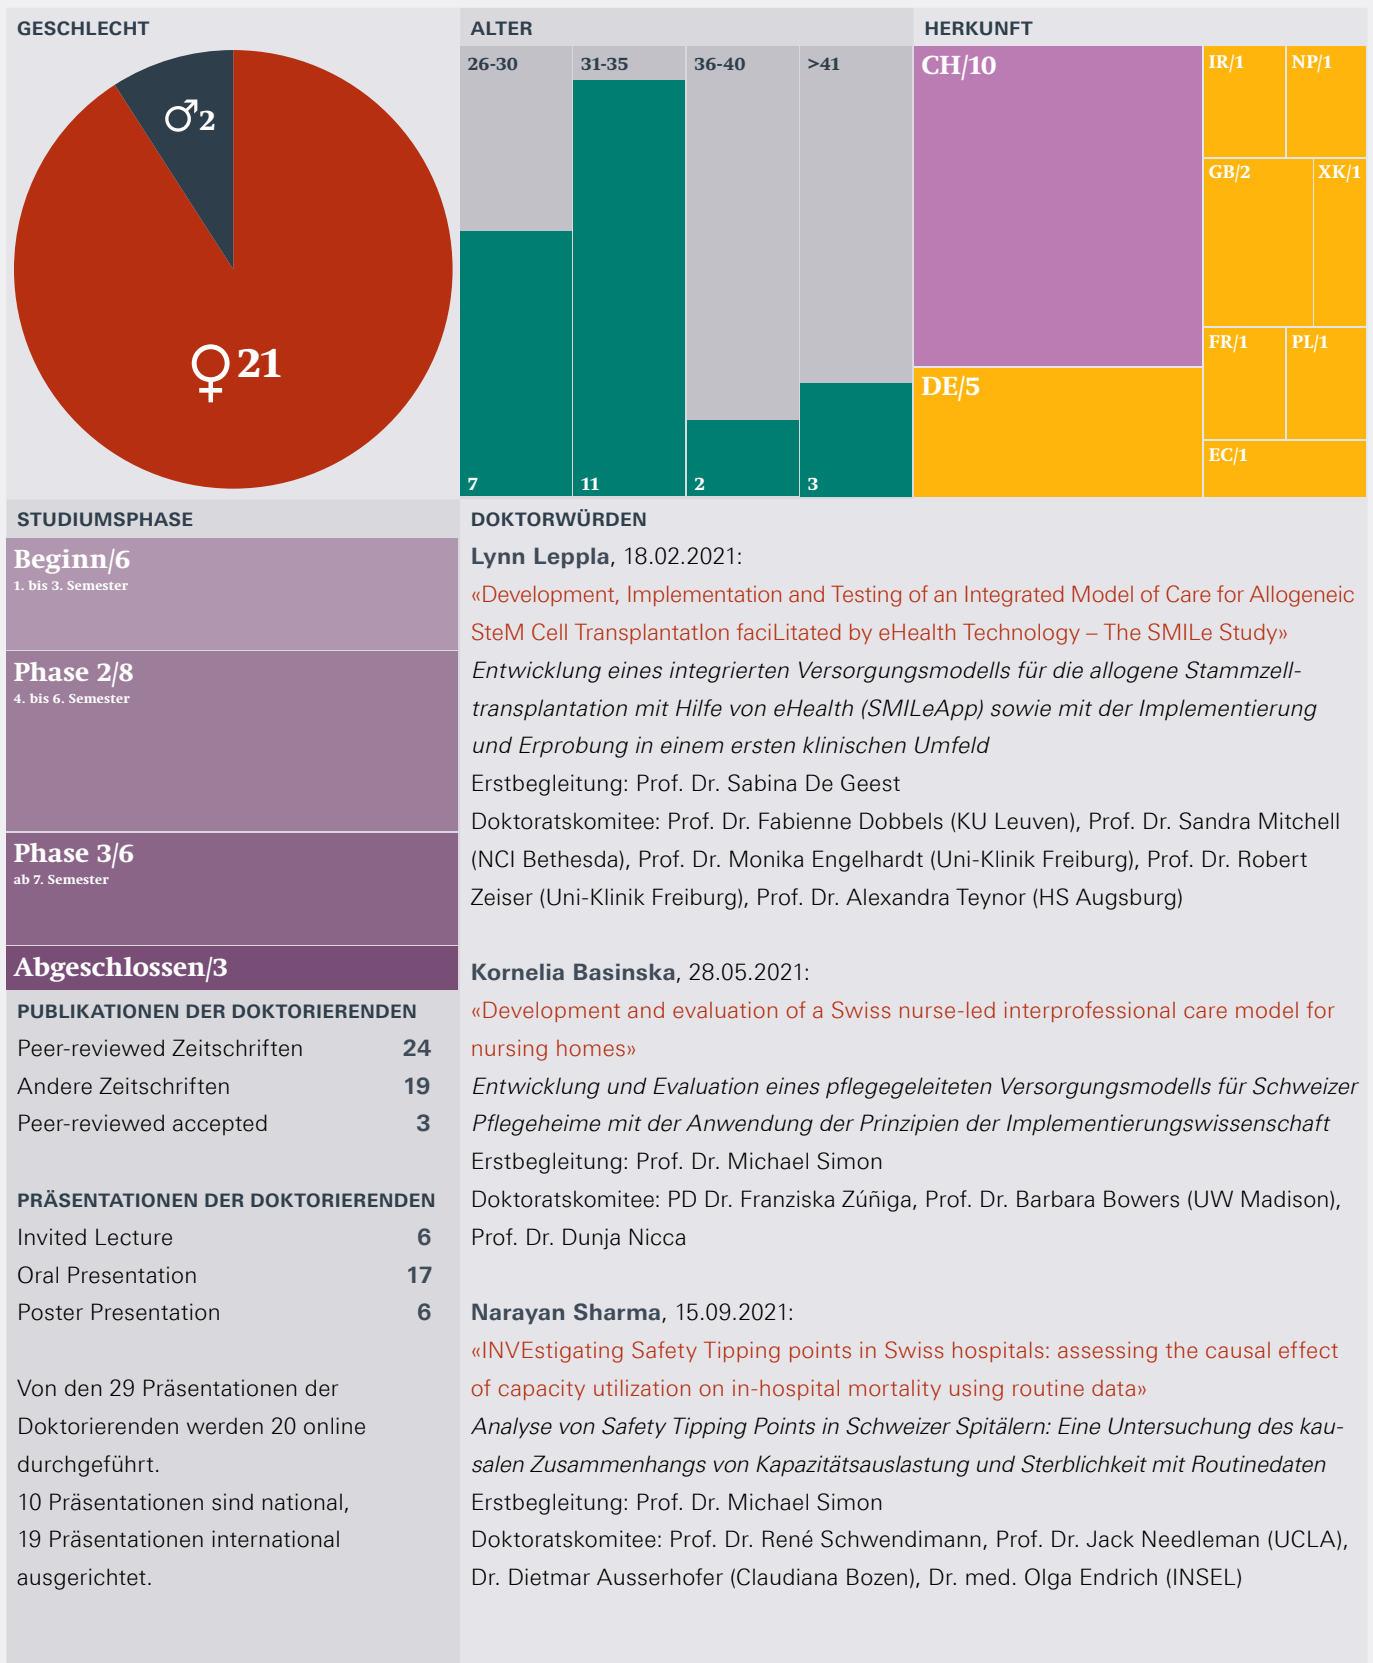 GESCHLECHT
♂2
♀21
ALTER
26-30
31-35
36-40
>41
7
11
2
3
HERKUNFT
CH/10
IR/1
NP/1
GB/2
XK/1
FR/1
PL/1
DE/5
EC/1
STUDIUMSPHASE
Beginn/6
1. bis 3. Semester
Phase 2/8
4. bis 6. Semester
Phase 3/6
ab 7. Semester
Abgeschlossen/3
PUBLIKATIONEN DER DOKTORIERENDEN
Peer-reviewed Zeitschriften 24
Andere Zeitschriften 19
Peer-reviewed accepted 3
PRÄSENTATIONEN DER DOKTORIERENDEN
Invited Lecture 6
Oral Presentation 17
Poster Presentation 6
Von den 29 Präsentationen der
Doktorierenden werden 20 online
durchgeführt.
10 Präsentationen sind national,
19 Präsentationen international
ausgerichtet.
DOKTORWÜRDEN
Lynn Leppla, 18.02.2021:
«Development, Implementation and Testing of an Integrated Model of Care for Allogeneic
SteM Cell TransplantatIon faciLitated by eHealth Technology – The SMILe Study»
Entwicklung eines integrierten Versorgungsmodells für die allogene Stammzell-
transplantation mit Hilfe von eHealth (SMILeApp) sowie mit der Implementierung
und Erprobung in einem ersten klinischen Umfeld
Erstbegleitung: Prof. Dr. Sabina De Geest
Doktoratskomitee: Prof. Dr. Fabienne Dobbels (KU Leuven), Prof. Dr. Sandra Mitchell
(NCI Bethesda), Prof. Dr. Monika Engelhardt (Uni-Klinik Freiburg), Prof. Dr. Robert
Zeiser (Uni-Klinik Freiburg), Prof. Dr. Alexandra Teynor (HS Augsburg)
Kornelia Basinska, 28.05.2021:
«Development and evaluation of a Swiss nurse-led interprofessional care model for
nursing homes»
Entwicklung und Evaluation eines pflegegeleiteten Versorgungsmodells für Schweizer
Pflegeheime mit der Anwendung der Prinzipien der Implementierungswissenschaft
Erstbegleitung: Prof. Dr. Michael Simon
Doktoratskomitee: PD Dr. Franziska Zúñiga, Prof. Dr. Barbara Bowers (UW Madison),
Prof. Dr. Dunja Nicca
Narayan Sharma, 15.09.2021:
«INVEstigating Safety Tipping points in Swiss hospitals: assessing the causal effect
of capacity utilization on in-hospital mortality using routine data»
Analyse von Safety Tipping Points in Schweizer Spitälern: Eine Untersuchung des kau-
salen Zusammenhangs von Kapazitätsauslastung und Sterblichkeit mit Routinedaten
Erstbegleitung: Prof. Dr. Michael Simon
Doktoratskomitee: Prof. Dr. René Schwendimann, Prof. Dr. Jack Needleman (UCLA),
Dr. Dietmar Ausserhofer (Claudiana Bozen), Dr. med. Olga Endrich (INSEL)